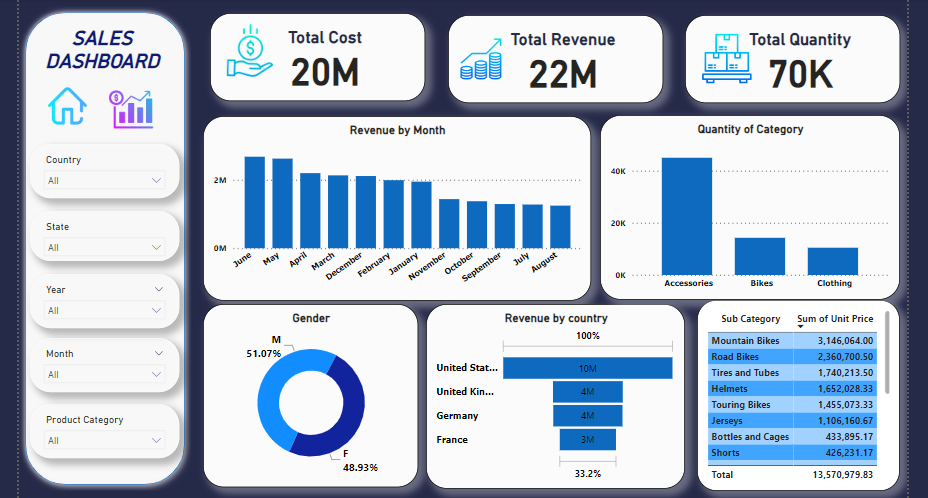 SALES
DASHBOARD
Country
All
State
All
Year
All
Month
All
Product Category
All
Total Cost
20M
Total Revenue
22M
Total Quantity
70K
Revenue by Month
2M
0M
June
May
April
March
December
February
January
November
October
September
July
August
Quantity of Category
40K
20K
0K
Accessories
Bikes
Clothing
Gender
M
51.07%
F
48.93%
Revenue by country
100%
United Stat... 10M
United Kin... 4M
Germany 4M
France 3M
33.2%
Sub Category Sum of Unit Price
Mountain Bikes 3,146,064.00
Road Bikes 2,360,700.50
Tires and Tubes 1,740,213.50
Helmets 1,652,028.33
Touring Bikes 1,455,073.33
Jerseys 1,106,160.67
Bottles and Cages 433,895.17
Shorts 426,231.17
Total 13,570,979.83